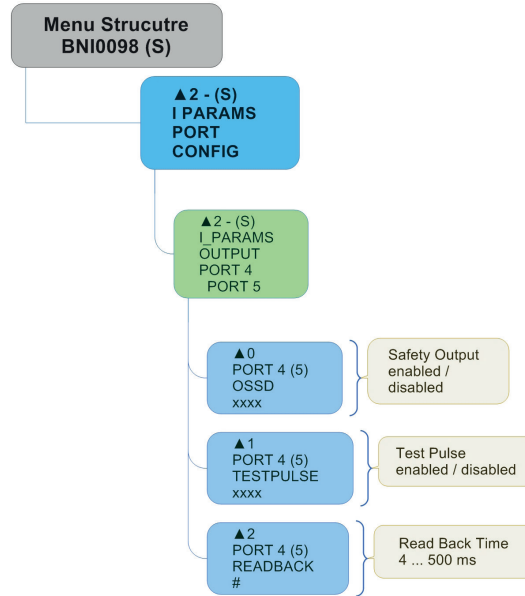 Menu Strucutre
BNI0098 (S)
▲2 - (S)
I PARAMS
PORT
CONFIG
▲2 - (S)
I_PARAMS
OUTPUT
PORT 4
PORT 5
▲0
PORT 4 (5)
OSSD
xxxx
Safety Output
enabled /
disabled
▲1
PORT 4 (5)
TESTPULSE
xxxx
Test Pulse
enabled / disabled
▲2
PORT 4 (5)
READBACK
#
Read Back Time
4 ... 500 ms